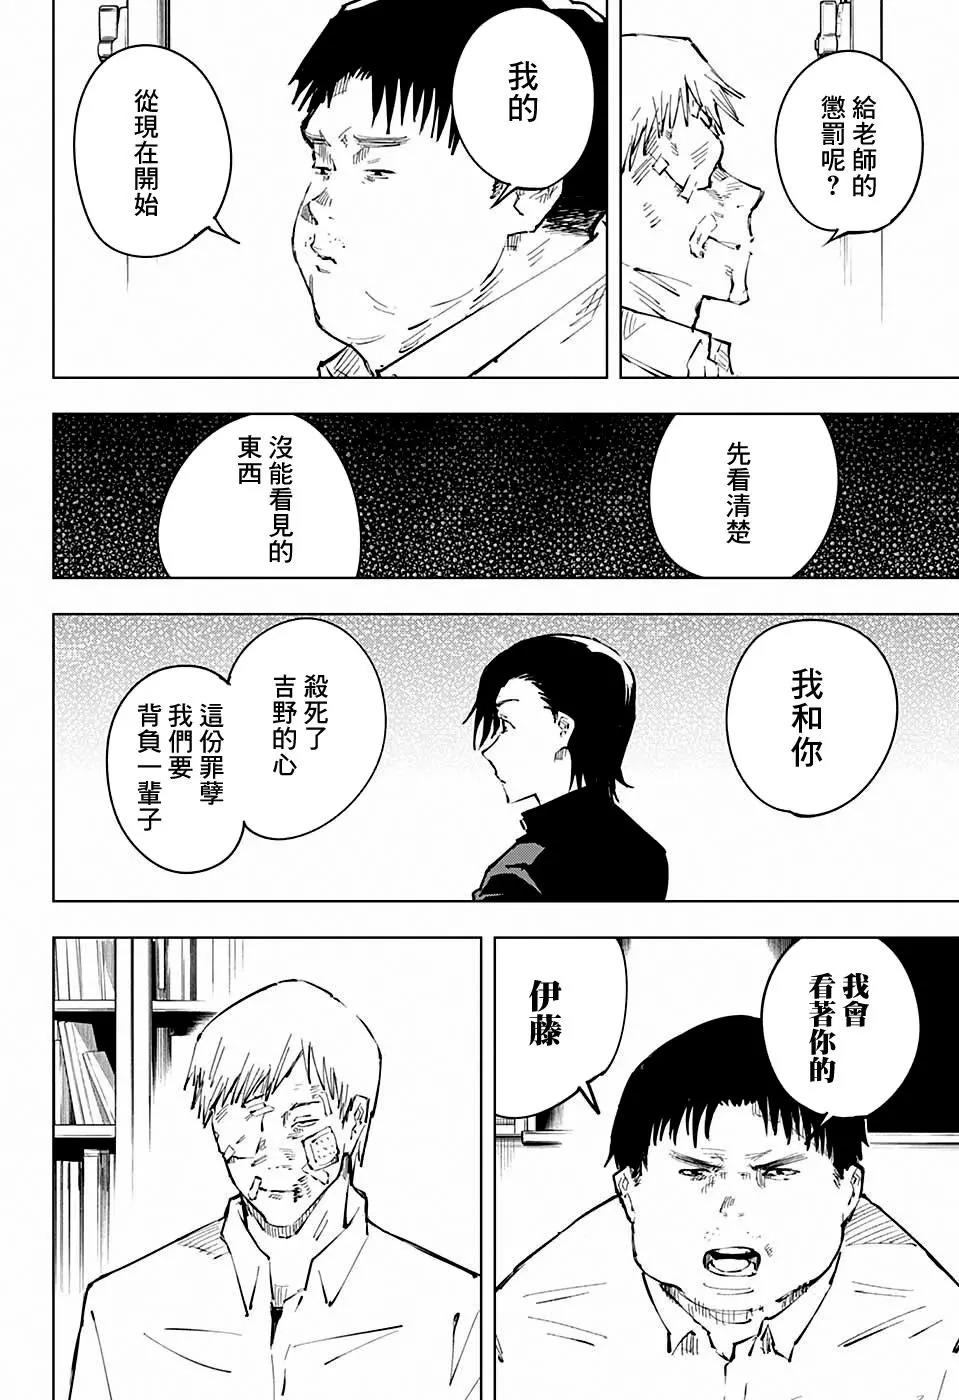 給老師的
懲罰呢？
我的
從現在開始
先看清楚
沒能看見的
東西
我和你
殺死了
吉野的心
這份罪孽
我們要
背負一輩子
我會
看著你的
伊藤